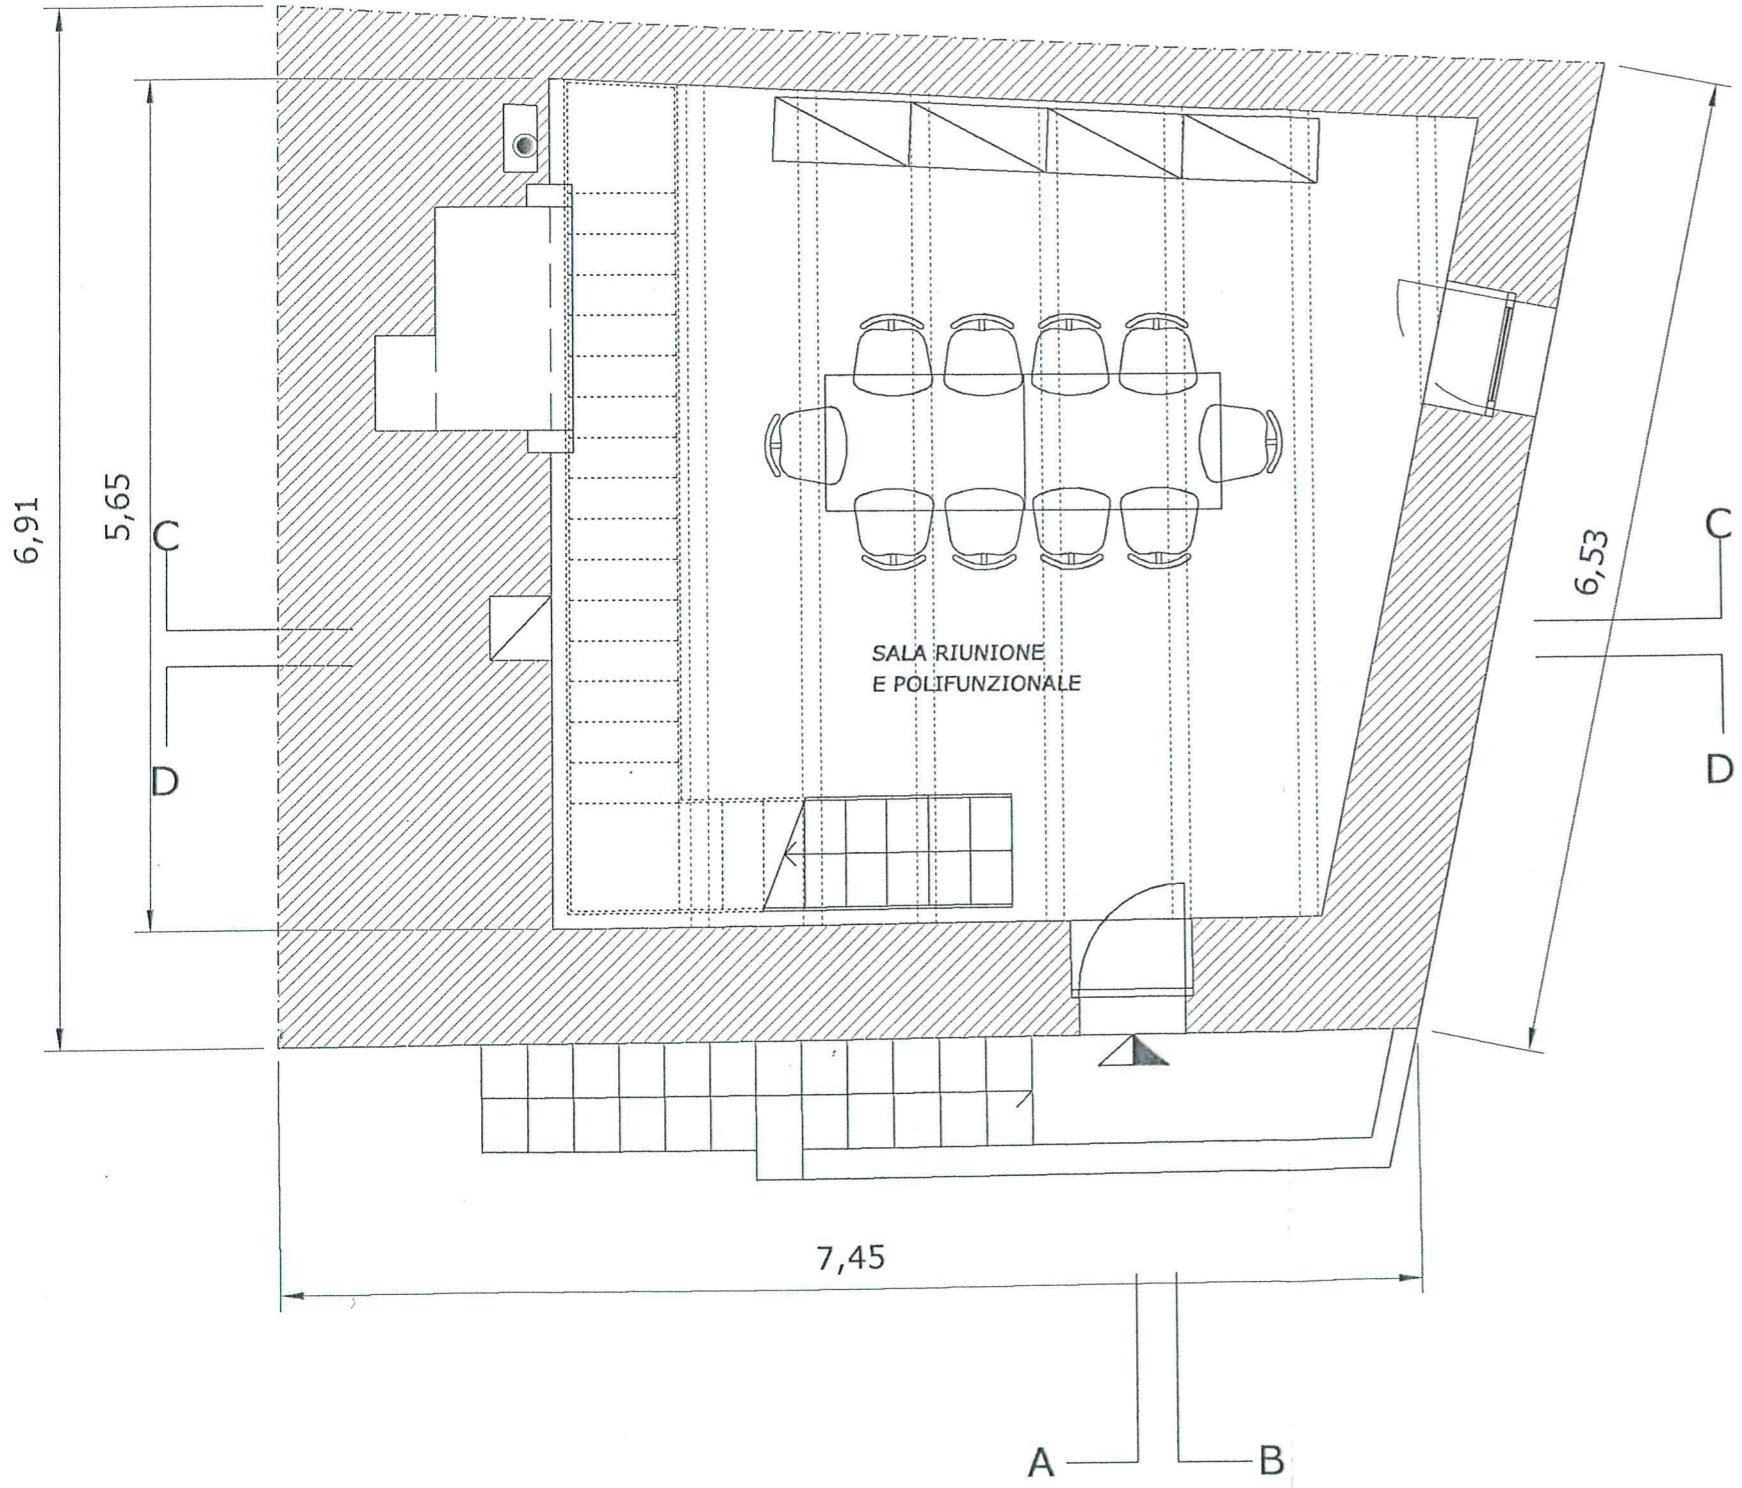 6,91
5,65
C
C
6,53
SALA RIUNIONE
E POLIFUNZIONALE
D
D
7,45
A
B